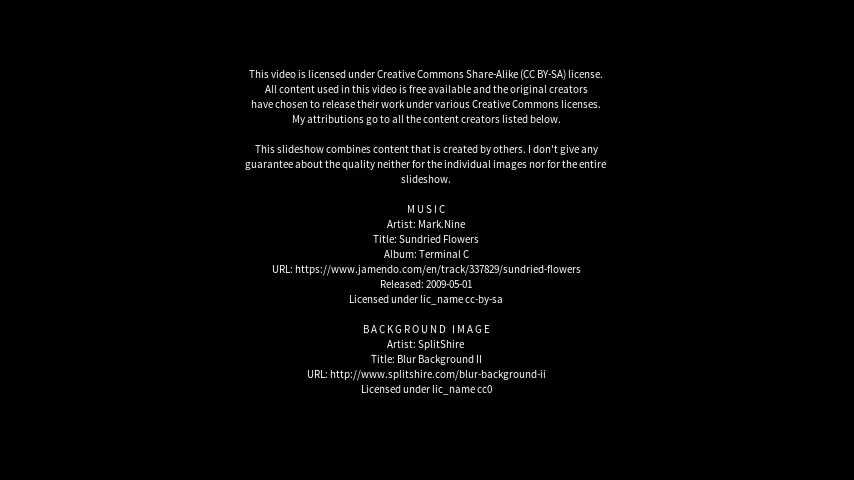 This video is licensed under Creative Commons Share-Alike (CC BY-SA) license.
All content used in this video is free available and the original creators
have chosen to release their work under various Creative Commons licenses.
My attributions go to all the content creators listed below.
This slideshow combines content that is created by others. I don't give any
guarantee about the quality neither for the individual images nor for the entire
slideshow.
MUSIC
Artist: Mark.Nine
Title: Sundried Flowers
Album: Terminal C
URL: https://www.jamendo.com/en/track/337829/sundried-flowers
Released: 2009-05-01
Licensed under lic_name cc-by-sa
BACKGROUND IMAGE
Artist: SplitShire
Title: Blur Background II
URL: http://www.splitshire.com/blur-background-ii
Licensed under lic_name cc0